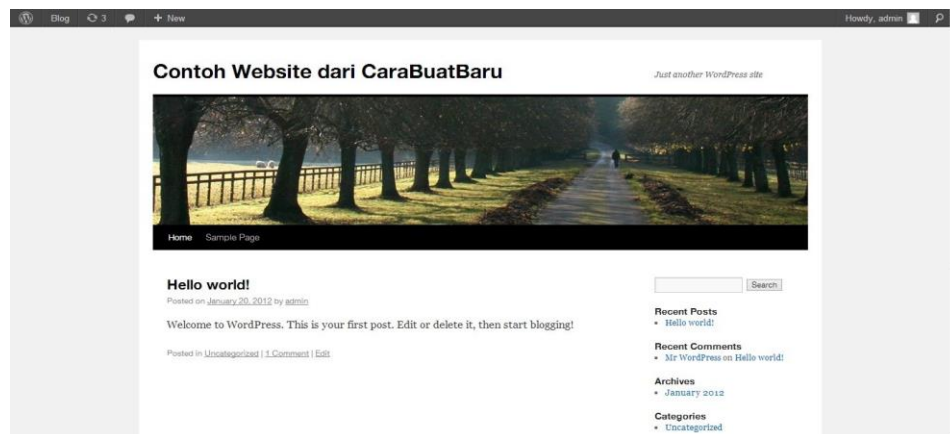 Blog 3 + New Howdy, admin
Contoh Website dari CaraBuatBaru
Just another WordPress site
Home Sample Page
Hello world!
Posted on January 20, 2012 by admin
Welcome to WordPress. This is your first post. Edit or delete it, then start blogging!
Posted in Uncategorized | 1 Comment | Edit
Search
Recent Posts
Hello world!
Recent Comments
Mr WordPress on Hello world!
Archives
January 2012
Categories
Uncategorized